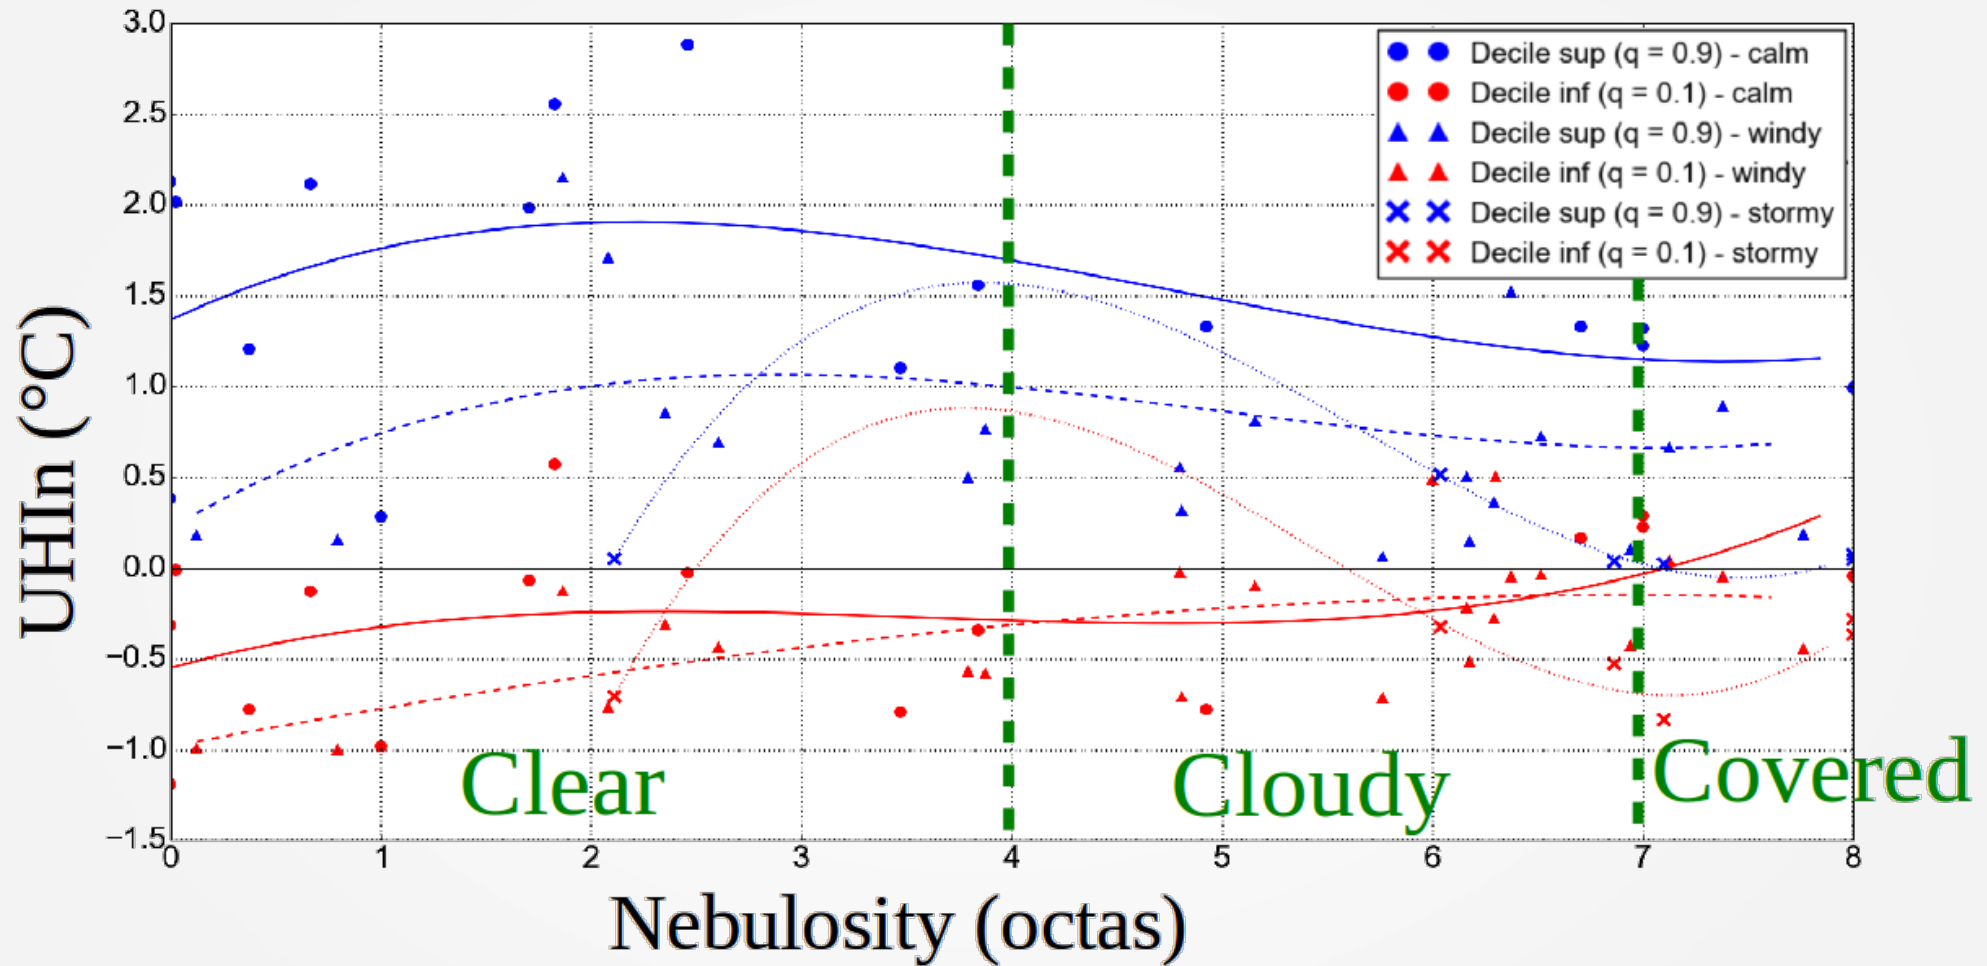 3.0
2.5
2.0
1.5
1.0
0.5
0.0
−0.5
−1.0
−1.5
UHIn (°C)
Decile sup (q = 0.9) - calm
Decile inf (q = 0.1) - calm
Decile sup (q = 0.9) - windy
Decile inf (q = 0.1) - windy
Decile sup (q = 0.9) - stormy
Decile inf (q = 0.1) - stormy
Clear
Cloudy
Covered
0 1 2 3 4 5 6 7 8
Nebulosity (octas)